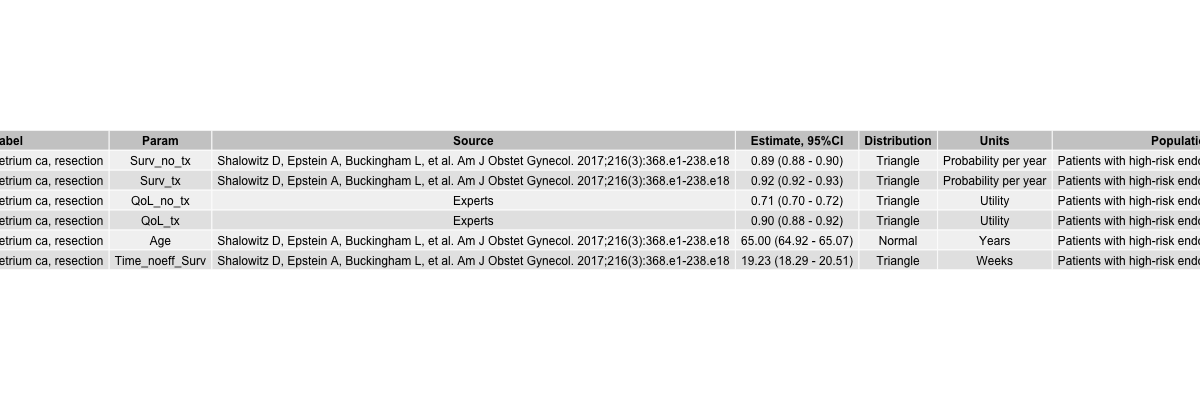 abel Param Source Estimate, 95%CI Distribution Units Populati
etrium ca, resection Surv_no_tx Shalowitz D, Epstein A, Buckingham L, et al. Am J Obstet Gynecol. 2017;216(3):368.e1-238.e18 0.89 (0.88 - 0.90) Triangle Probability per year Patients with high-risk endo
etrium ca, resection Surv_tx Shalowitz D, Epstein A, Buckingham L, et al. Am J Obstet Gynecol. 2017;216(3):368.e1-238.e18 0.92 (0.92 - 0.93) Triangle Probability per year Patients with high-risk endo
etrium ca, resection QoL_no_tx Experts 0.71 (0.70 - 0.72) Triangle Utility Patients with high-risk endo
etrium ca, resection QoL_tx Experts 0.90 (0.88 - 0.92) Triangle Utility Patients with high-risk endo
etrium ca, resection Age Shalowitz D, Epstein A, Buckingham L, et al. Am J Obstet Gynecol. 2017;216(3):368.e1-238.e18 65.00 (64.92 - 65.07) Normal Years Patients with high-risk endo
etrium ca, resection Time_noeff_Surv Shalowitz D, Epstein A, Buckingham L, et al. Am J Obstet Gynecol. 2017;216(3):368.e1-238.e18 19.23 (18.29 - 20.51) Triangle Weeks Patients with high-risk endo